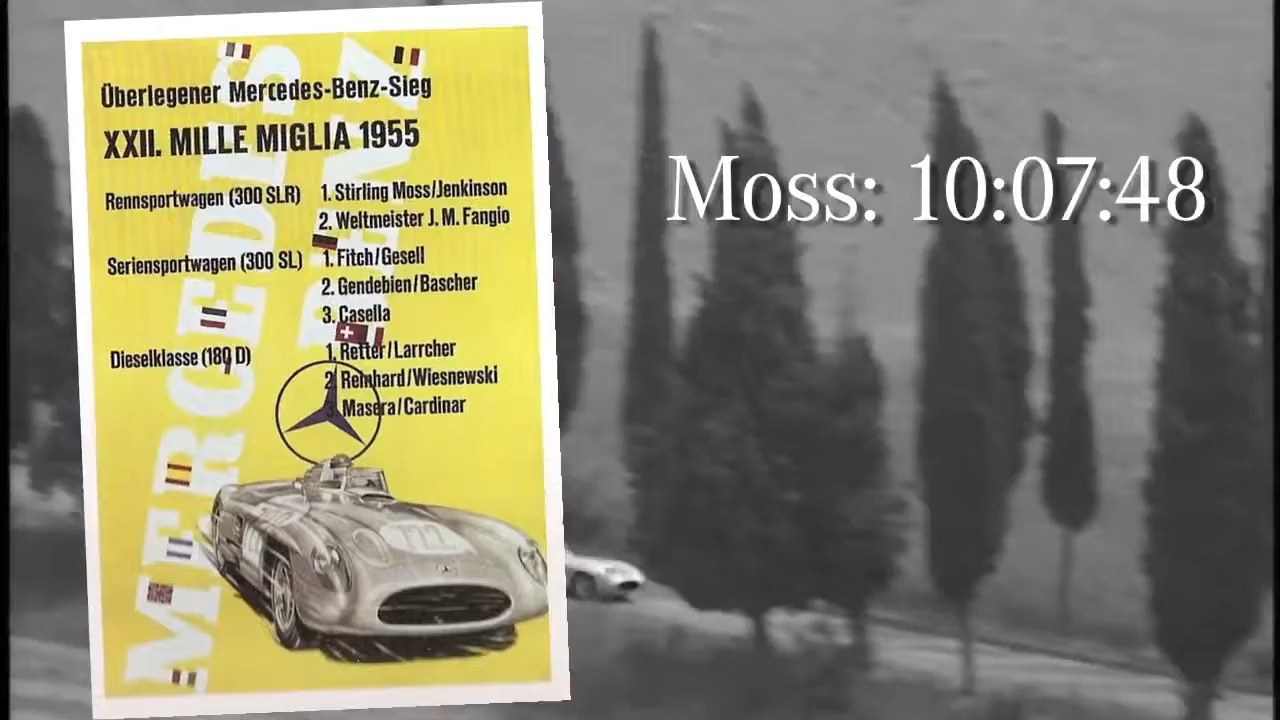 Überlegener Mercedes-Benz-Sieg
XXII. MILLE MIGLIA 1955
Rennsportwagen (300 SLR) 1. Stirling Moss/Jenkinson
2. Weltmeister J. M. Fangio
Seriensportwagen (300 SL) 1. Fitch/Gesell
2. Gendebien/Bascher
3. Casella
Dieselklasse (180 D) 1. Retter/Larrcher
2. Reinhard/Wiesnewski
3. Masera/Cardinar
MERCEDES
BENZ
722
Moss: 10:07:48